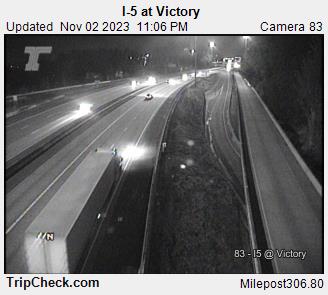 I-5 at Victory
Updated Nov 02 2023 11:06 PM Camera 83
T
N
83 - I5 @ Victory
TripCheck.com Milepost306.80